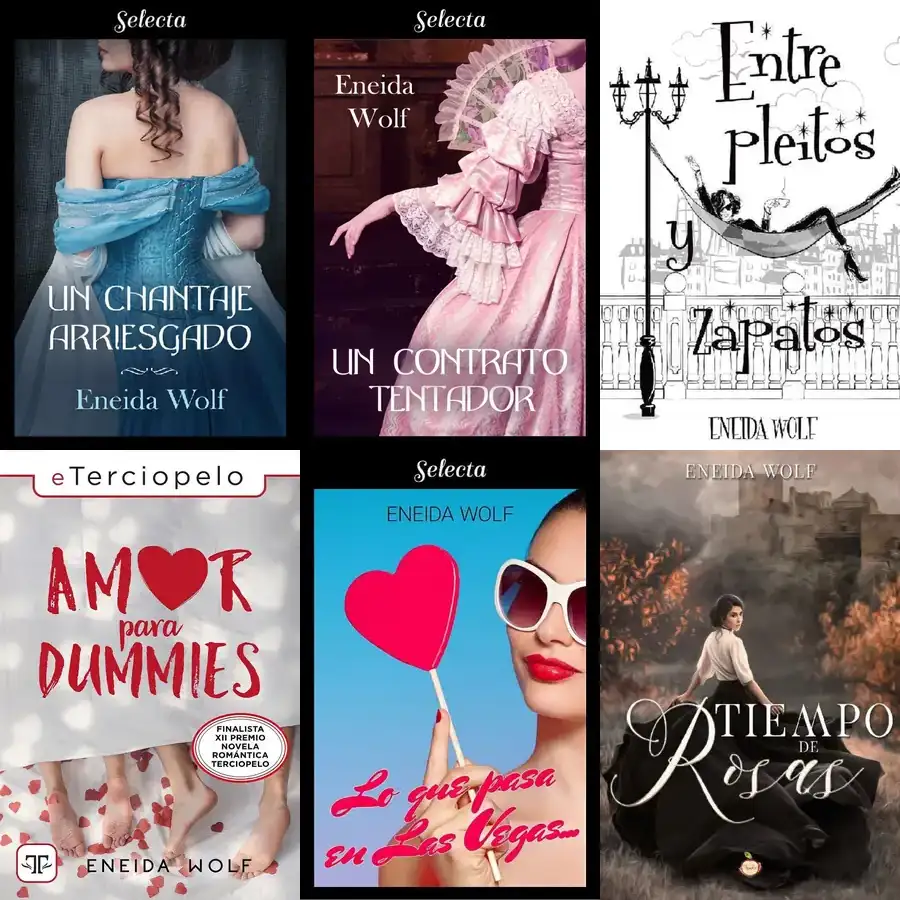 Selecta
UN CHANTAJE
ARRIESGADO
Eneida Wolf
Selecta
Eneida
Wolf
UN CONTRATO
TENTADOR
Entre
pleitos
y
zapatos
ENEIDA WOLF
eTerciopelo
AMOR
para
DUMMIES
FINALISTA
XII PREMIO
NOVELA
ROMÁNTICA
TERCIOPELO
ENEIDA WOLF
Selecta
ENEIDA WOLF
Lo que pasa
en Las Vegas...
ENEIDA WOLF
TIEMPO
DE
Rosas